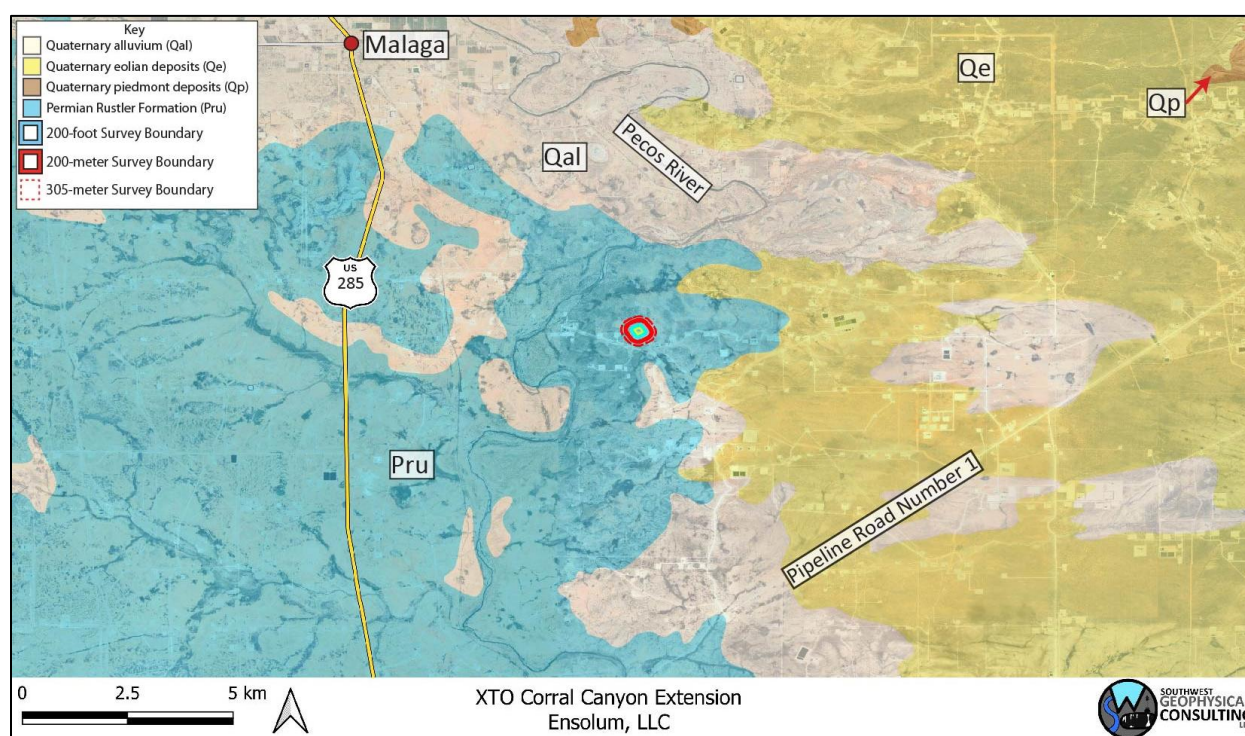 Key
Quaternary alluvium (Qal)
Quaternary eolian deposits (Qe)
Quaternary piedmont deposits (Qp)
Permian Rustler Formation (Pru)
200-foot Survey Boundary
200-meter Survey Boundary
305-meter Survey Boundary
Malaga
Qe
Qp
Qal
Pecos River
US
285
Pru
Pipeline Road Number 1
0 2.5 5 km
XTO Corral Canyon Extension
Ensolum, LLC
SOUTHWEST
GEOPHYSICAL
CONSULTING